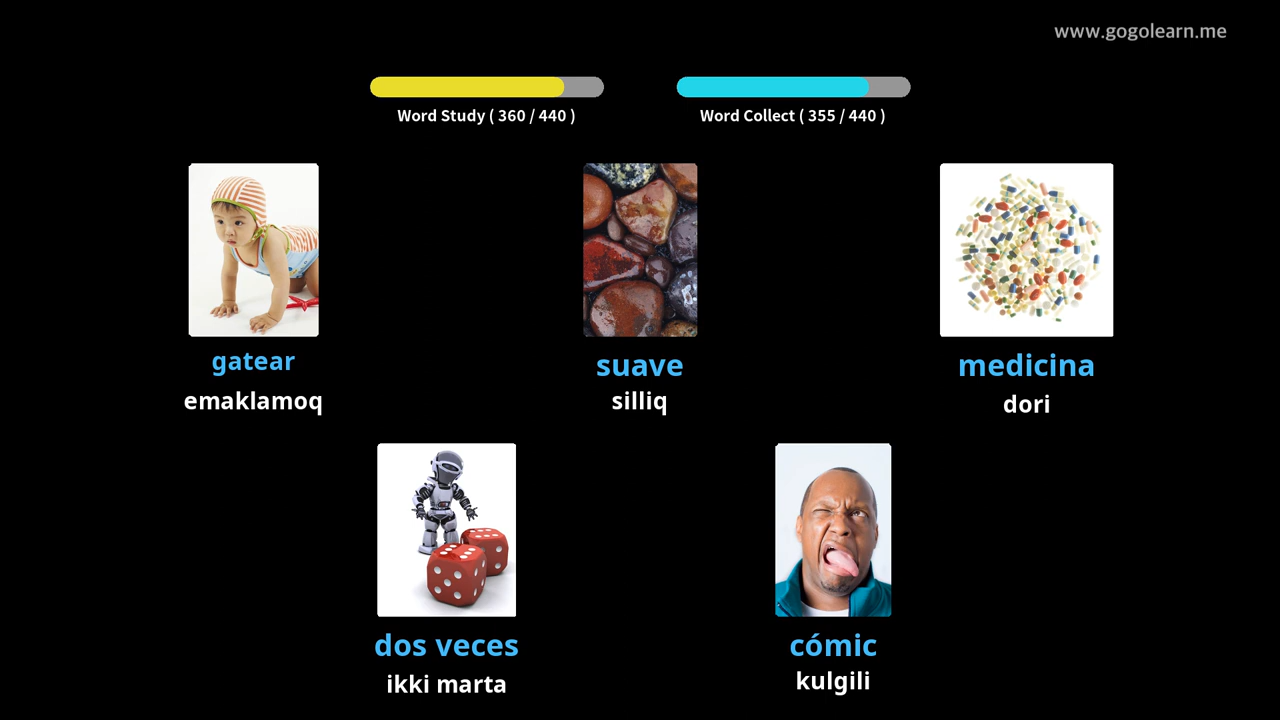 www.gogolearn.me
Word Study ( 360 / 440 )
Word Collect ( 355 / 440 )
gatear
emaklamoq
suave
silliq
medicina
dori
dos veces
ikki marta
cómic
kulgili